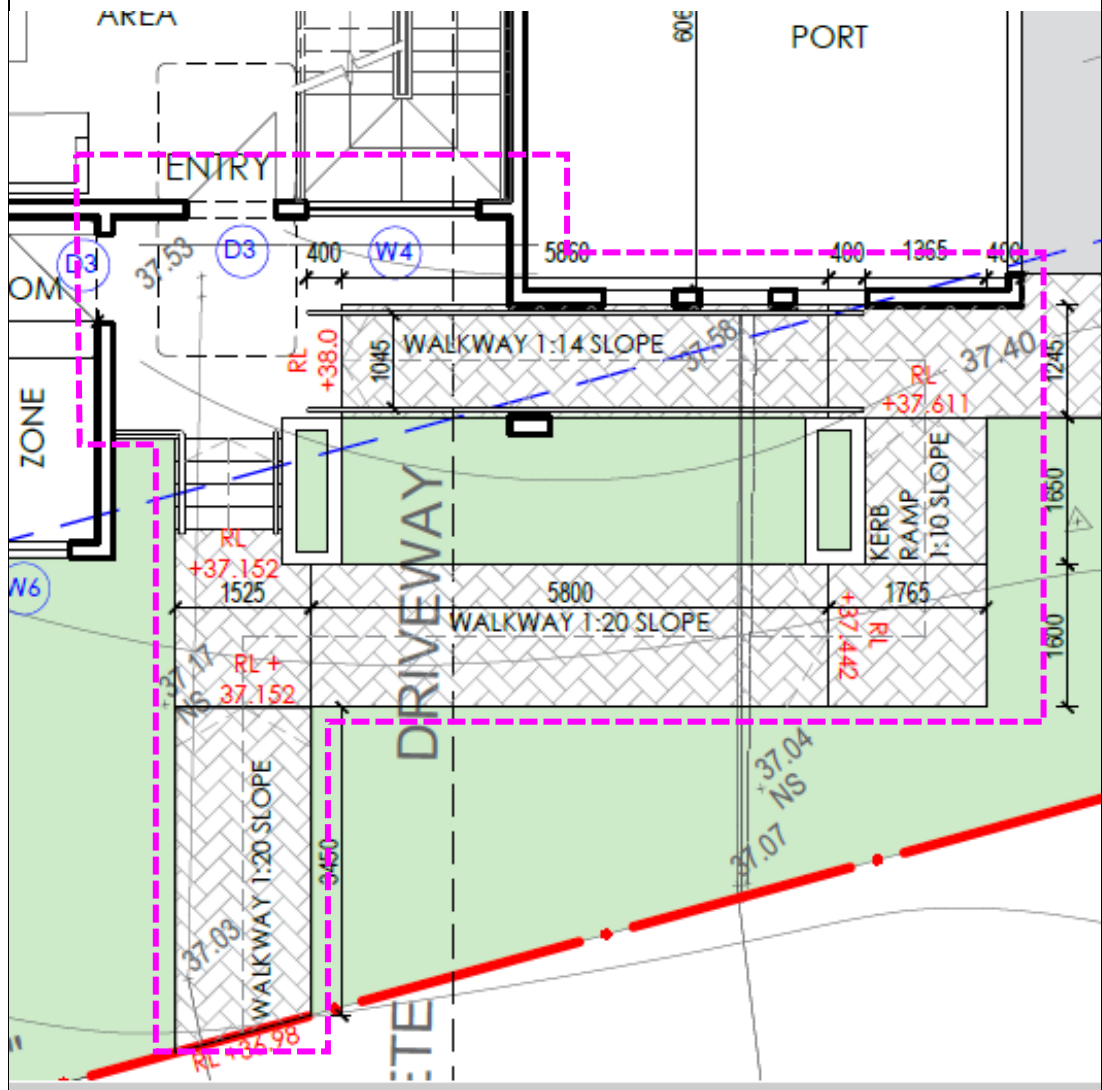 AREA
606
PORT
ENTRY
D3
D3
37.53
400
W4
5860
400
1365
400
OM
RL
+38.0
1045
WALKWAY 1:14 SLOPE
37.58
37.40
RL
+37.611
1245
ZONE
DRIVEWAY
KERB
RAMP
1:10 SLOPE
1650
RL
+37.152
W6
1525
5800
1765
WALKWAY 1:20 SLOPE
RL
+37.442
1600
37.17
NS
RL +
37.152
37.04
NS
WALKWAY 1:20 SLOPE
3450
37.07
37.03
RL +36.98
ETE
"